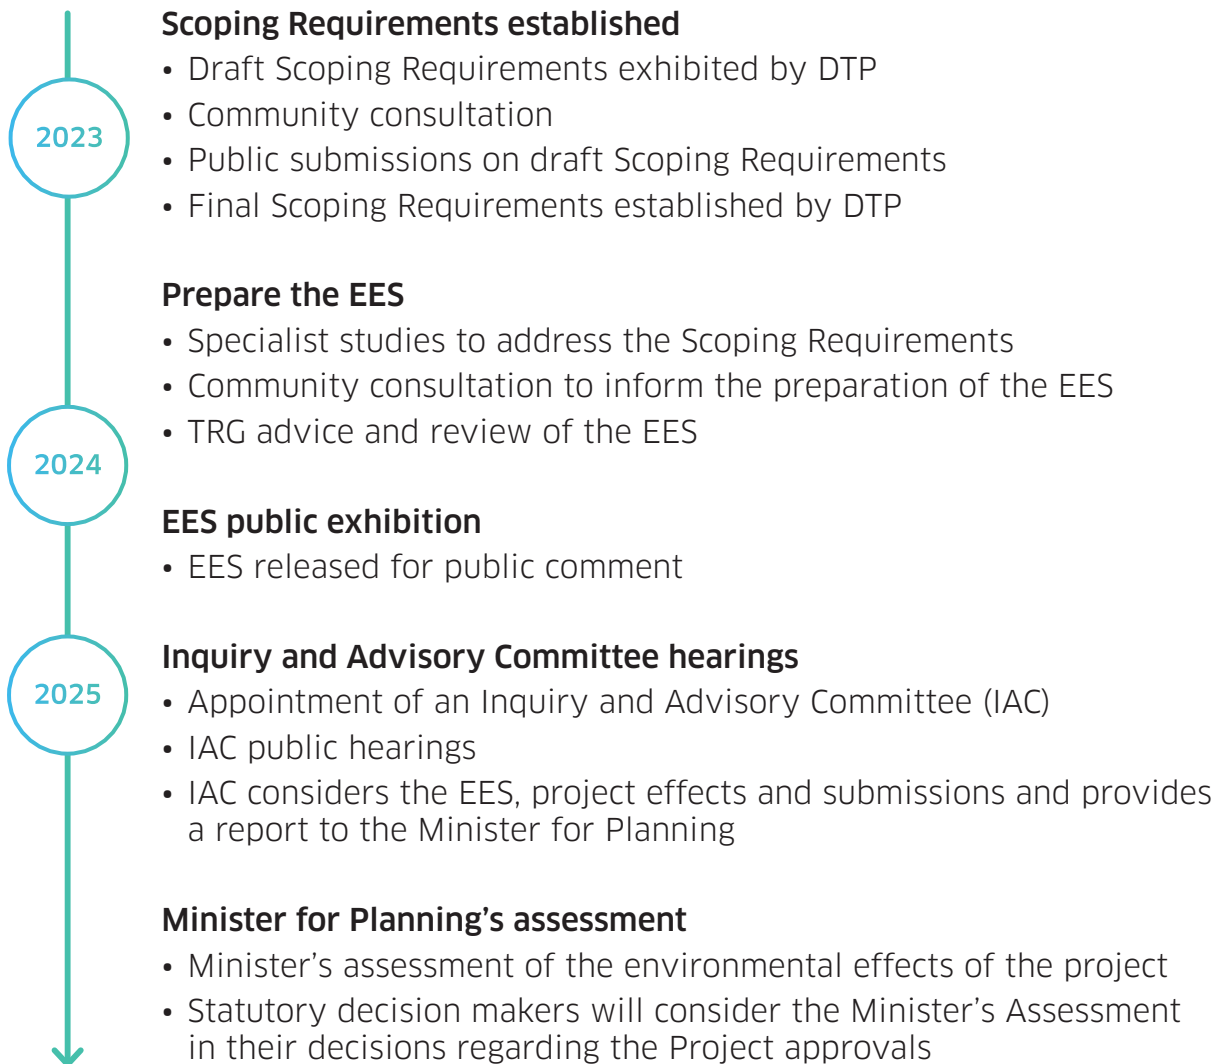 Scoping Requirements established
• Draft Scoping Requirements exhibited by DTP
2023
• Community consultation
• Public submissions on draft Scoping Requirements
• Final Scoping Requirements established by DTP
Prepare the EES
• Specialist studies to address the Scoping Requirements
• Community consultation to inform the preparation of the EES
• TRG advice and review of the EES
2024
EES public exhibition
• EES released for public comment
Inquiry and Advisory Committee hearings
2025
• Appointment of an Inquiry and Advisory Committee (IAC)
• IAC public hearings
• IAC considers the EES, project effects and submissions and provides
a report to the Minister for Planning
Minister for Planning's assessment
• Minister's assessment of the environmental effects of the project
• Statutory decision makers will consider the Minister's Assessment
in their decisions regarding the Project approvals